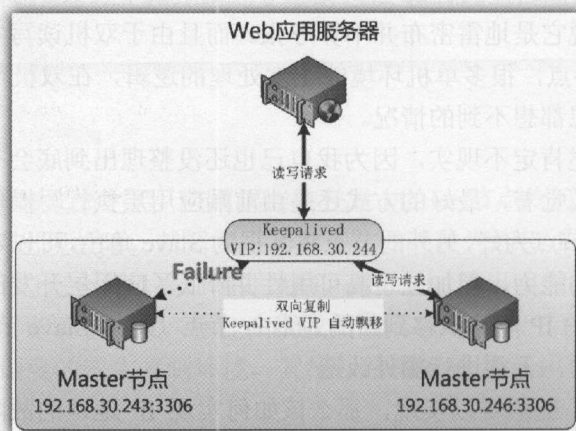 Web应用服务器
读写请求
Keepalived
VIP:192.168.30.244
Failure
读写请求
双向复制
Keepalived VIP 自动飘移
Master节点
192.168.30.243:3306
Master节点
192.168.30.246:3306